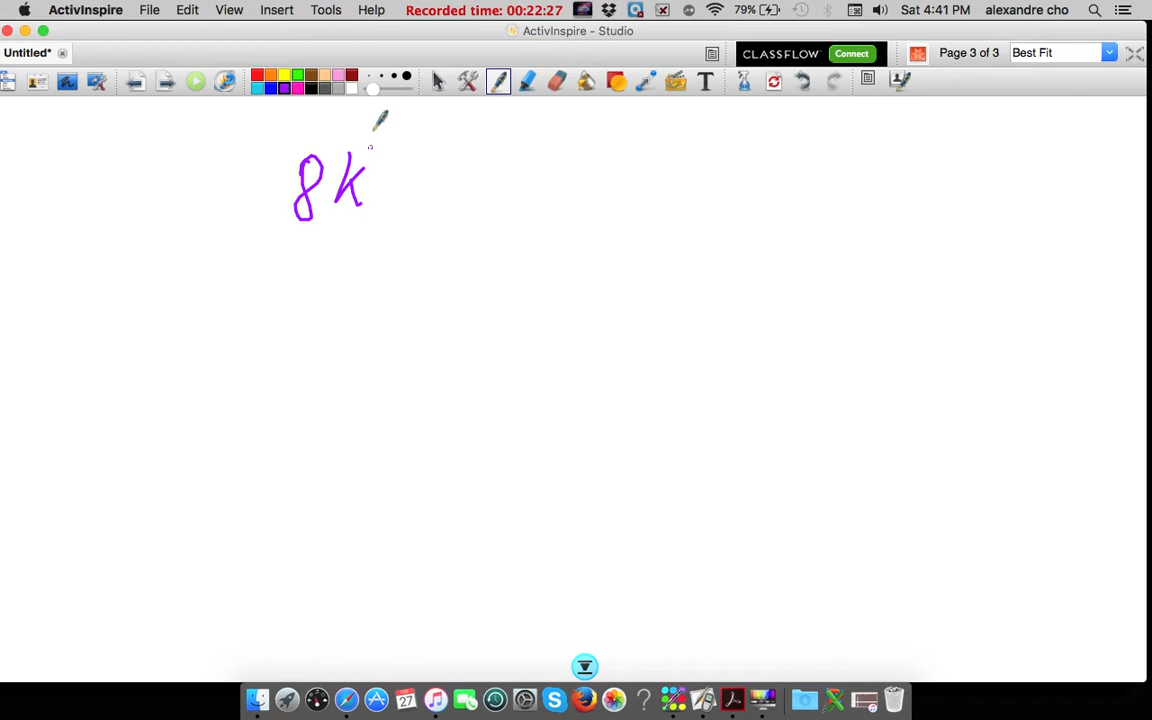 ActivInspire File Edit View Insert Tools Help Recorded time: 00:22:27 79% Sat 4:41 PM alexandre cho
ActivInspire - Studio
Untitled* CLASSFLOW Connect Page 3 of 3 Best Fit
T
8k
27